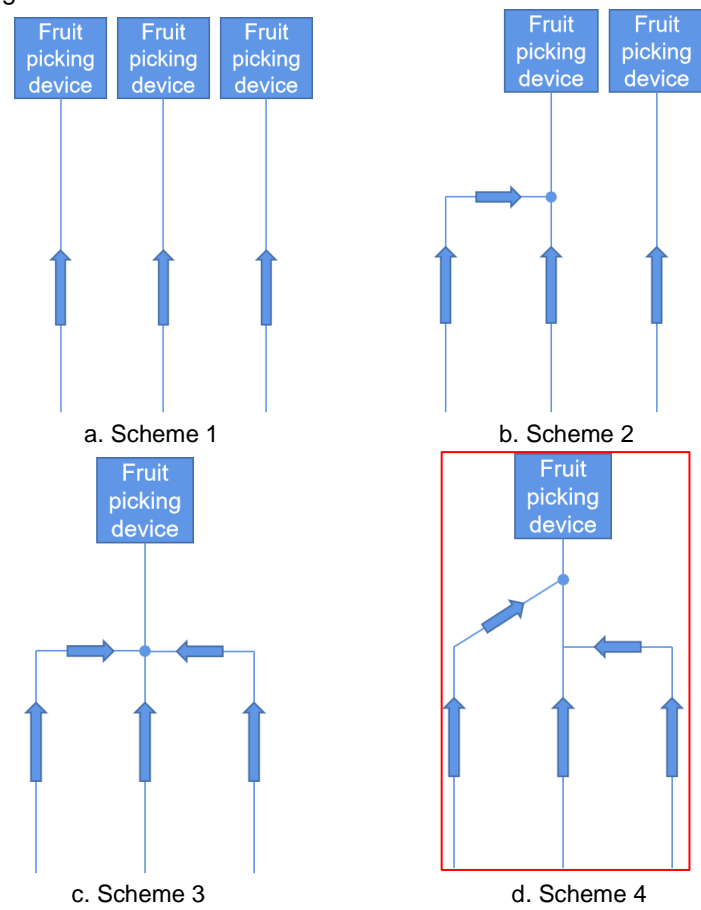 Fruit
picking
device
Fruit
picking
device
Fruit
picking
device
Fruit
picking
device
Fruit
picking
device
a. Scheme 1
b. Scheme 2
Fruit
picking
device
Fruit
picking
device
c. Scheme 3
d. Scheme 4